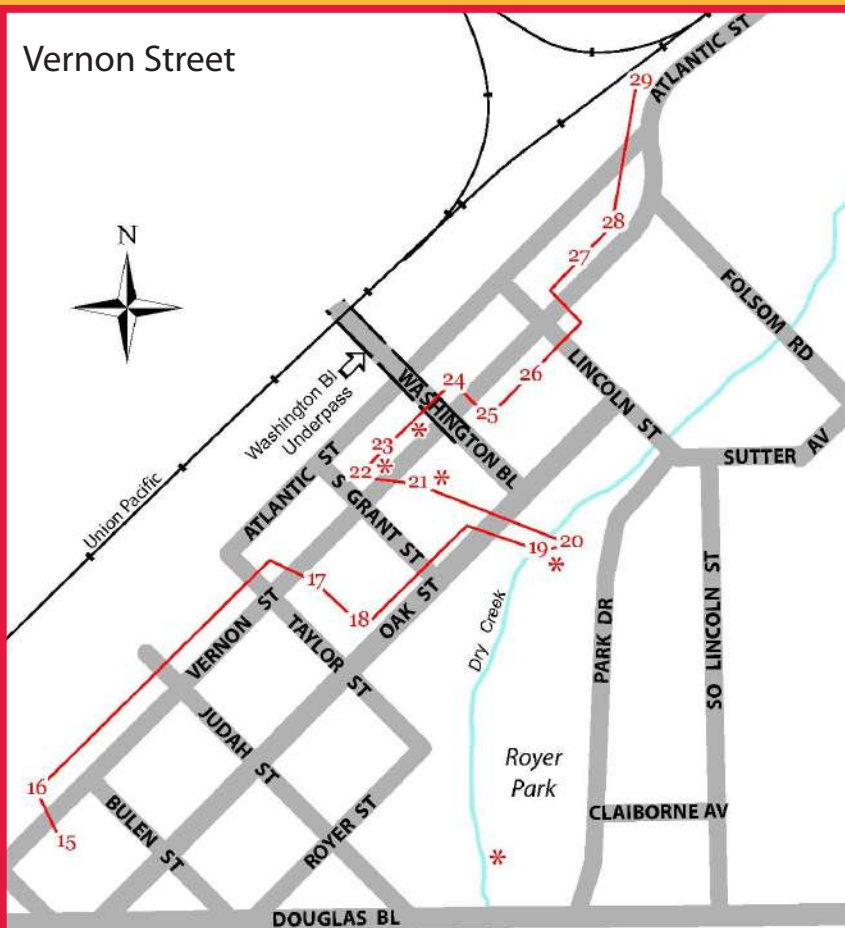 Vernon Street
ATLANTIC ST
29
N
28
27
FOLSOM RD
Washington Bl
Underpass
WASHINGTON BL
24
26
25
LINCOLN ST
*
23
22
*
21
*
SUTTER AV
Union Pacific
ATLANTIC ST
S GRANT ST
20
19
*
17
18
OAK ST
VERNON ST
TAYLOR ST
Dry Creek
PARK DR
SO LINCOLN ST
JUDAH ST
16
15
Royer
Park
BULEN ST
ROYER ST
CLAIBORNE AV
*
DOUGLAS BL